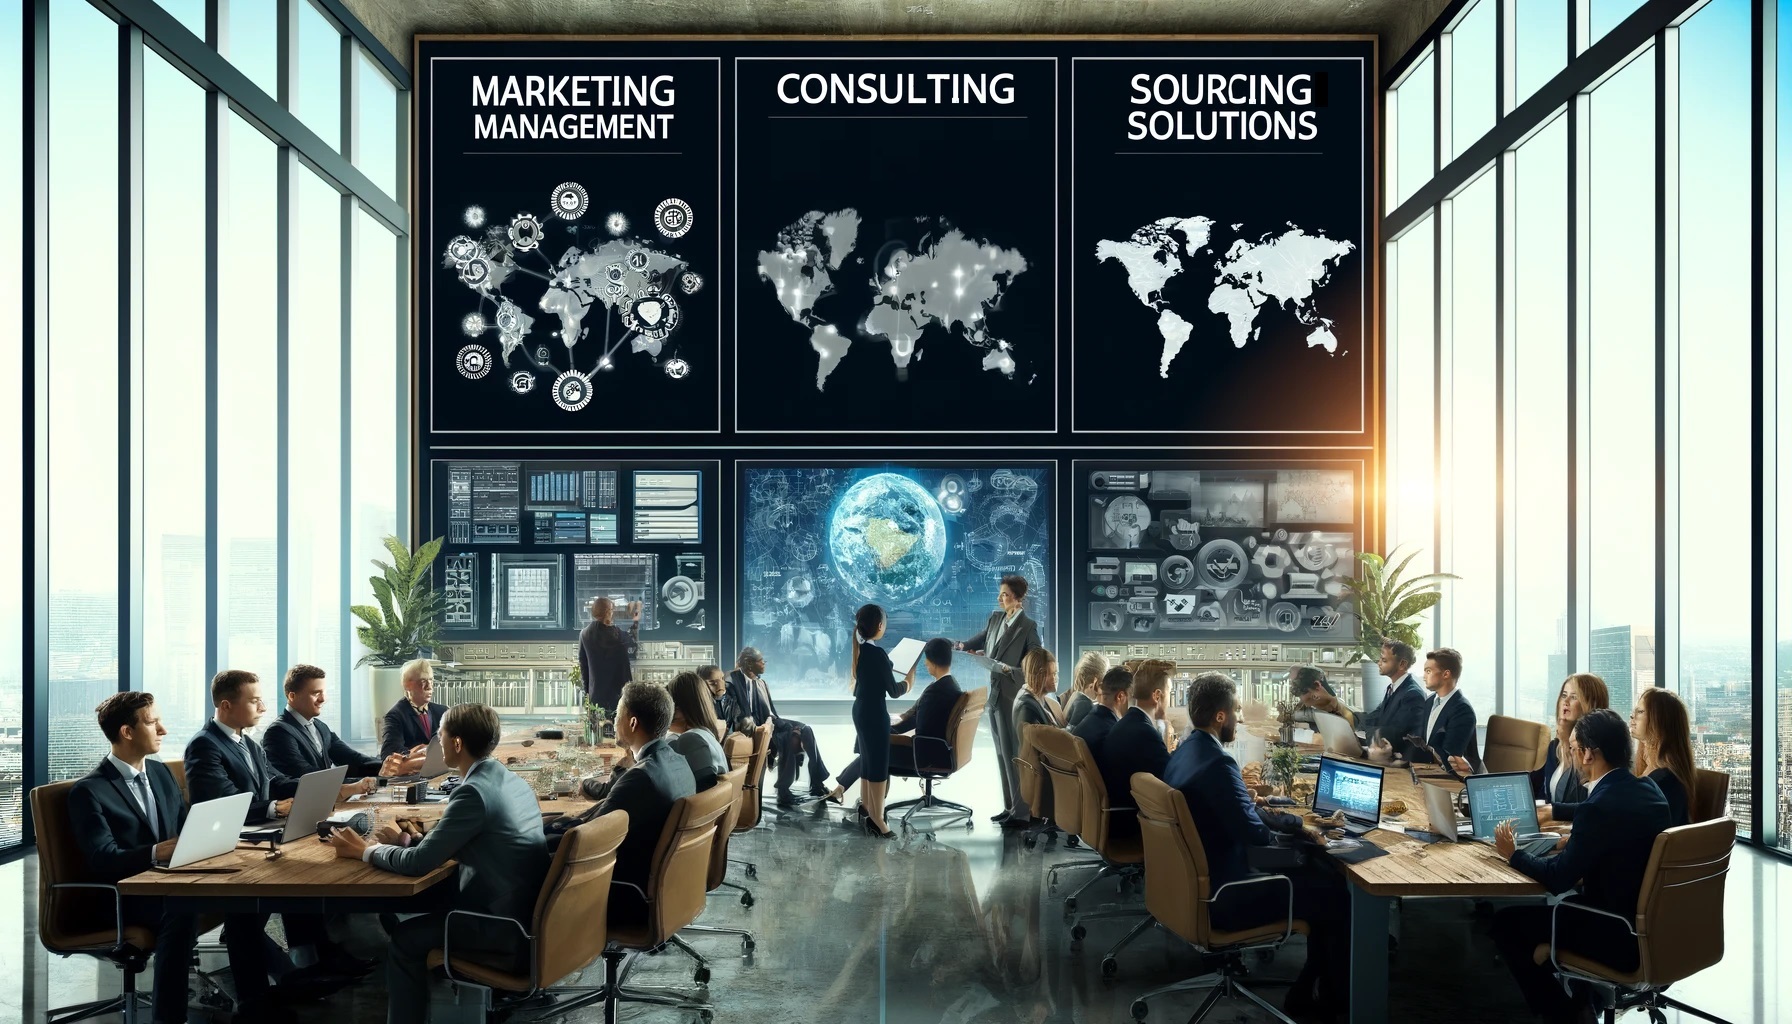 MARKETING
MANAGEMENT
CONSULTING
SOURCING
SOLUTIONS